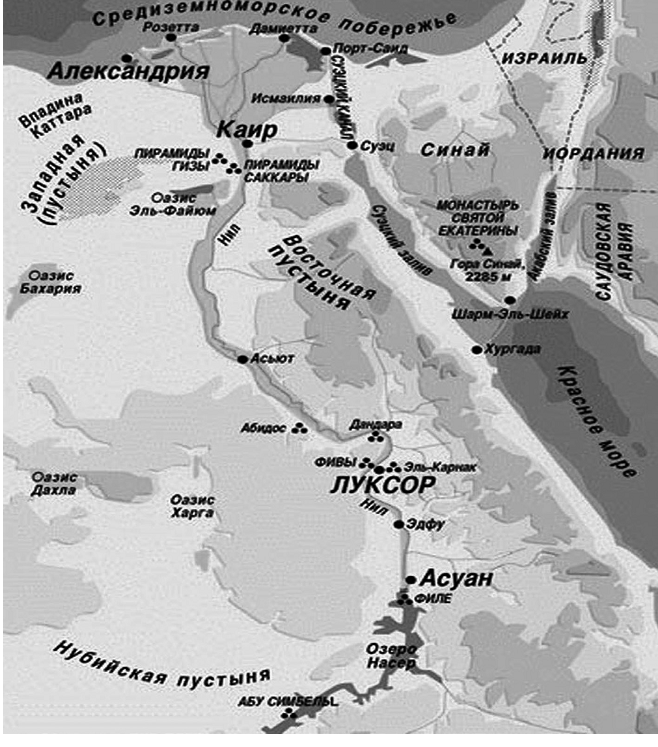 Средиземноморское побережье
Розетта
Дамиетта
Порт-Саид
Александрия
ИЗРАИЛЬ
Впадина
Каттара
Исмаилия
СУЭЦКИЙ КАНАЛ
Каир
Суэц
Синай
ИОРДАНИЯ
Западная
(пустыня)
ПИРАМИДЫ
ГИЗЫ
ПИРАМИДЫ
САККАРЫ
Оазис
Эль-Файюм
Нил
МОНАСТЫРЬ
СВЯТОЙ
ЕКАТЕРИНЫ
Гора Синай,
2285 м
Суэцкий залив
Акабский залив
САУДОВСКАЯ
АРАВИЯ
Восточная
пустыня
Оазис
Бахария
Шарм-Эль-Шейх
Хургада
Асьют
Красное море
Абидос
Дандара
ФИВЫ
Эль-Карнак
ЛУКСОР
Оазис
Дахла
Оазис
Харга
Нил
Эдфу
Асуан
ФИЛЕ
Озеро
Насер
Нубийская пустыня
АБУ СИМБЕЛЬ